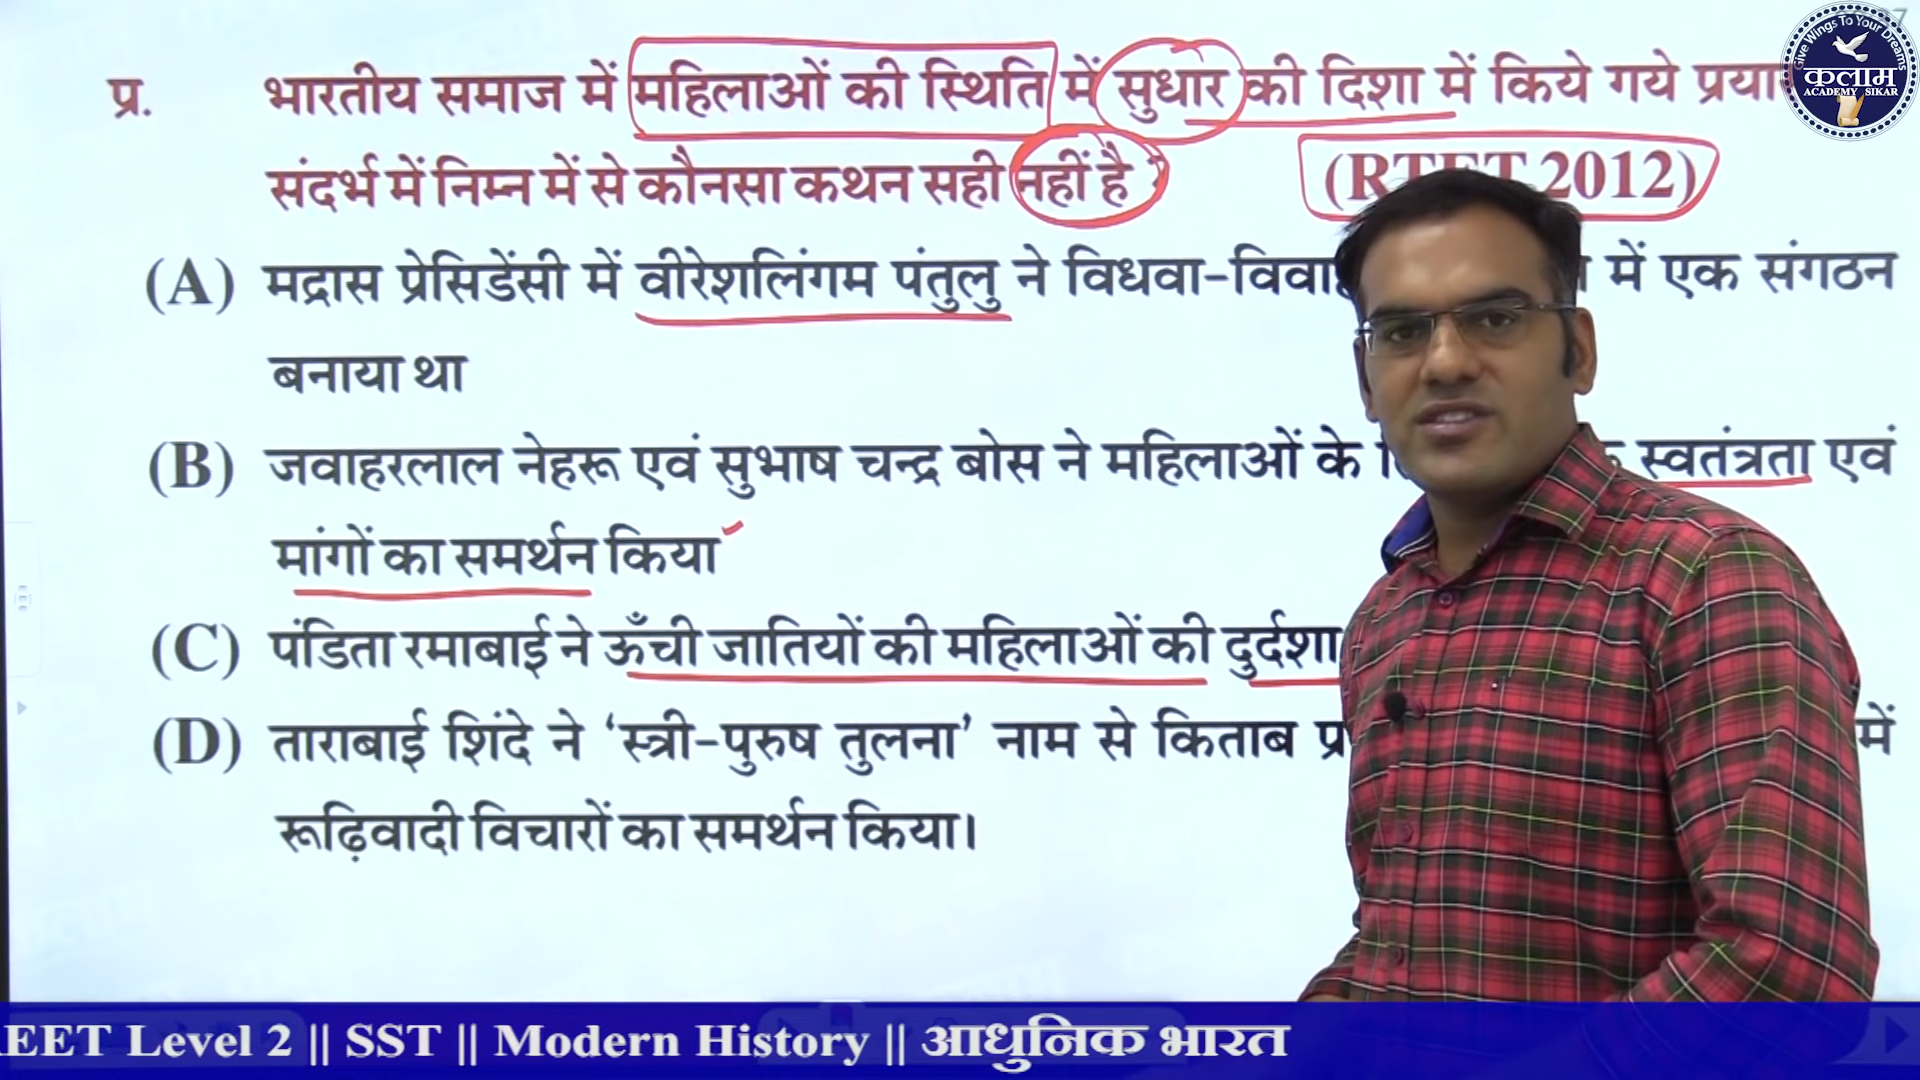 Give Wings To Your Dreams
कलाम
ACADEMY SIKAR
प्र. भारतीय समाज में महिलाओं की स्थिति में सुधार की दिशा में किये गये
संदर्भ में निम्न में से कौनसा कथन सही नहीं है ? (RTET 2012)
(A) मद्रास प्रेसिडेंसी में वीरेशलिंगम पंतुलु ने में एक संगठन
बनाया था
(B) जवाहरलाल नेहरू एवं सुभाष चन्द्र बोस ने महिलाओं के स्वतंत्रता एवं
मांगों का समर्थन किया
(C) पंडिता रमाबाई ने ऊँची जातियों की महिलाओं की दुर्दशा
(D) ताराबाई शिंदे ने ‘स्त्री-पुरुष तुलना’ नाम से किताब में
रूढ़िवादी विचारों का समर्थन किया।
EET Level 2 || SST || Modern History || आधुनिक भारत